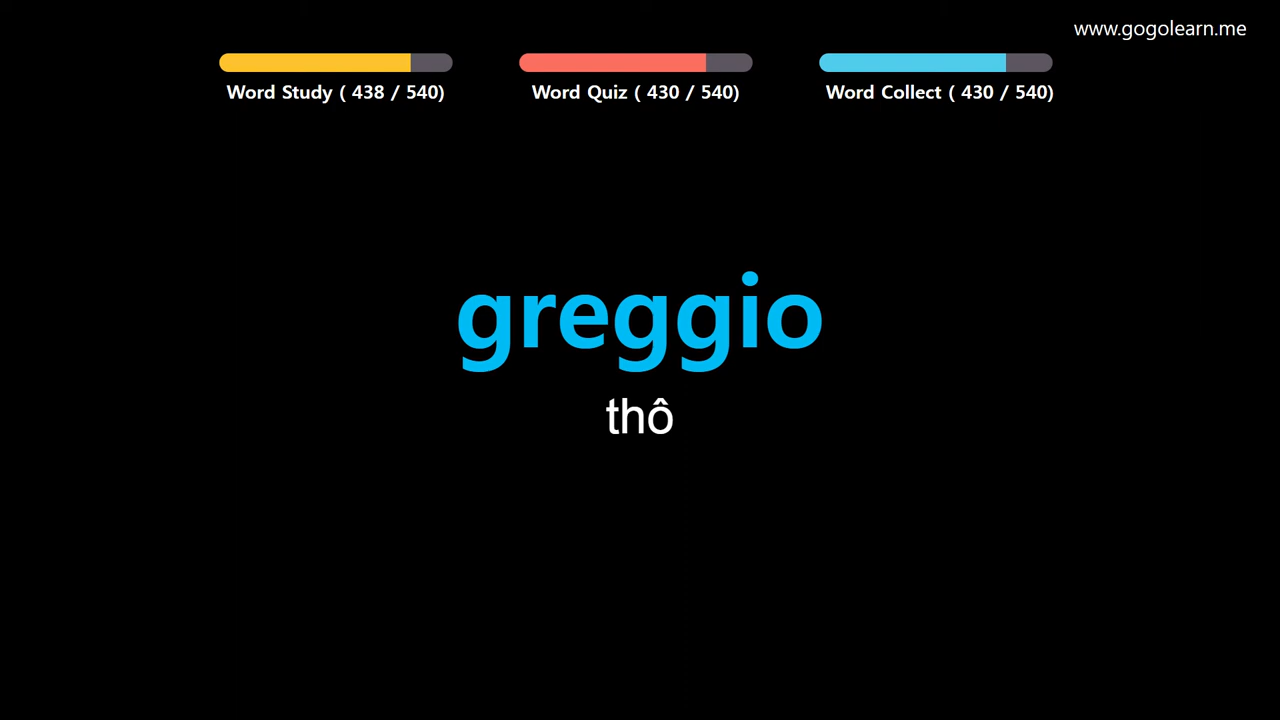 www.gogolearn.me
Word Study ( 438 / 540)
Word Quiz ( 430 / 540)
Word Collect ( 430 / 540)
greggio
thô